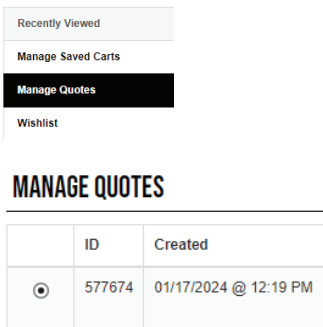 Recently Viewed
Manage Saved Carts
Manage Quotes
Wishlist
MANAGE QUOTES
ID Created
577674 01/17/2024 @ 12:19 PM